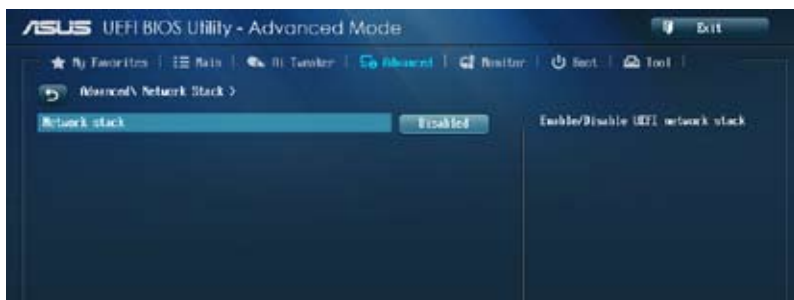 ASUS UEFI BIOS Utility - Advanced Mode
Exit
My Favorites | Main | Ai Tweaker | Advanced | Monitor | Boot | Tool |
Advanced\ Network Stack >
Network stack
Disabled
Enable/Disable UEFI network stack